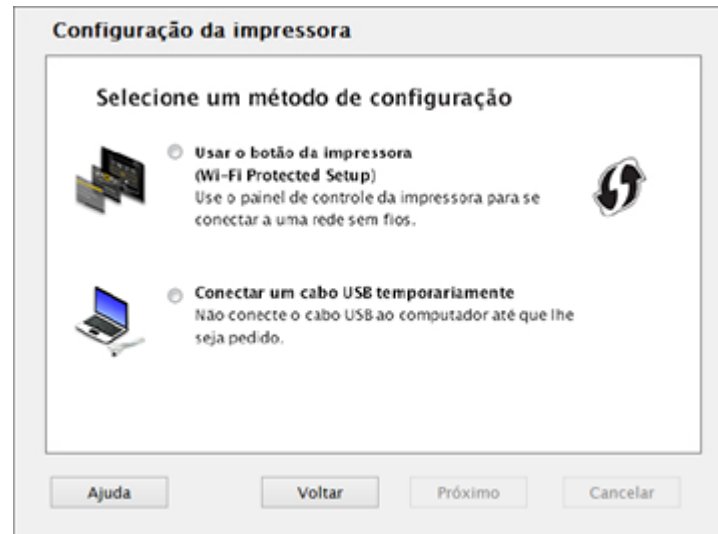 Configuração da impressora
Selecione um método de configuração
Usar o botão da impressora
(Wi-Fi Protected Setup)
Use o painel de controle da impressora para se
conectar a uma rede sem fios.
Conectar um cabo USB temporariamente
Não conecte o cabo USB ao computador até que lhe
seja pedido.
Ajuda
Voltar
Próximo
Cancelar